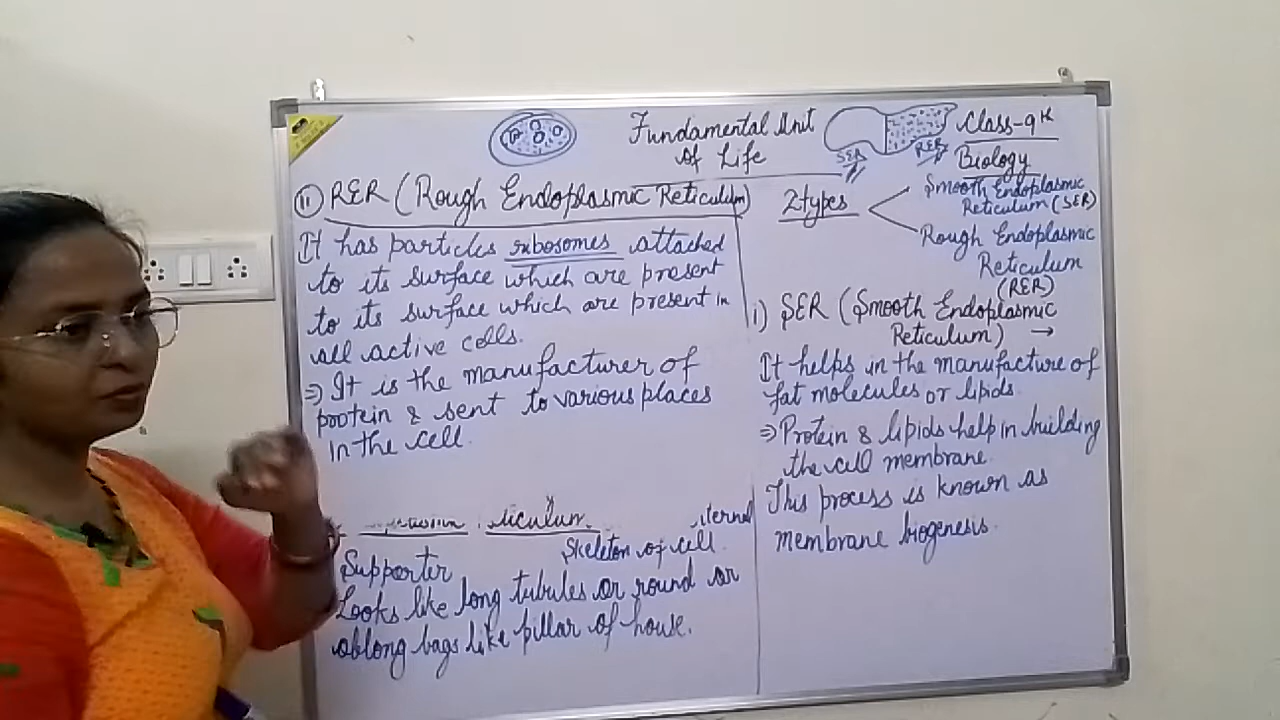 Fundamental Unit
of Life
Class-9th
Biology
SER
RER
ii) RER (Rough Endoplasmic Reticulum)
It has particles ribosomes attached
to its surface which are present
to its surface which are present in
all active cells.
⇒ It is the manufacturer of
protein & sent to various places
in the cell.
Skeleton of cell.
Supporter
Looks like long tubules or round or
oblong bags like pillar of house.
2 types
Smooth Endoplasmic
Reticulum (SER)
Rough Endoplasmic
Reticulum
(RER)
i) SER (Smooth Endoplasmic
Reticulum) →
It helps in the manufacture of
fat molecules or lipids.
⇒ Protein & lipids help in building
the cell membrane.
This process is known as
membrane biogenesis.